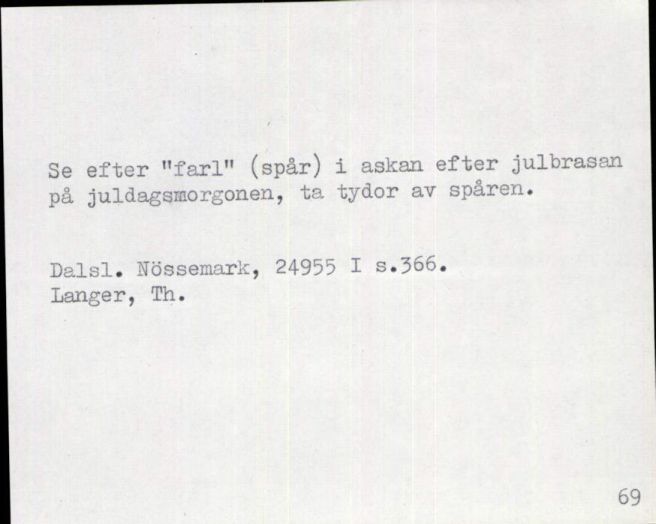 Se efter "farl" (spår) i askan efter julbrasan
på juldagsmorgonen, ta tydor av spåren.
Dalsl. Nössemark, 24955 I s.366.
Langer, Th.
69